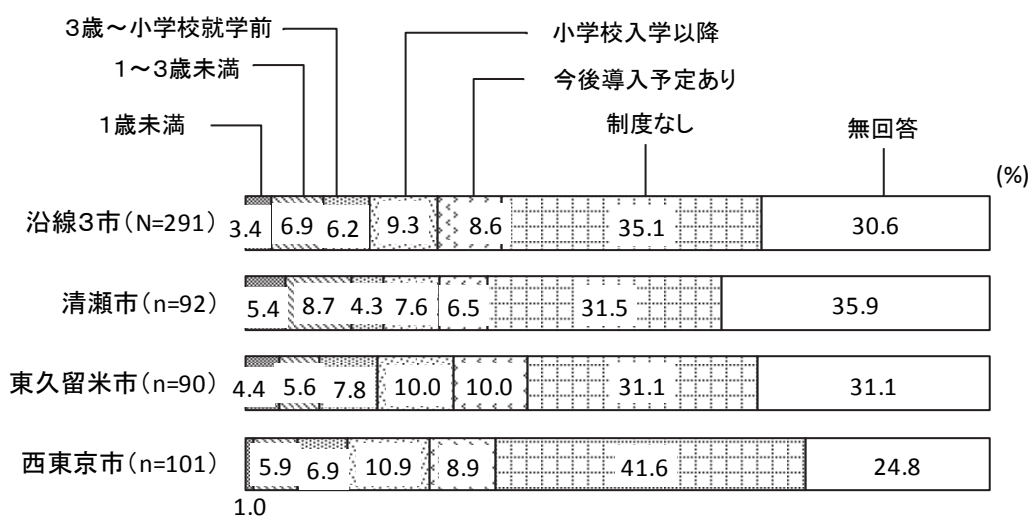 3歳～小学校就学前
小学校入学以降
1～3歳未満
今後導入予定あり
1歳未満
制度なし
無回答
(%)
沿線3市(N=291) 3.4 6.9 6.2 9.3 8.6 35.1 30.6
清瀬市(n=92) 5.4 8.7 4.3 7.6 6.5 31.5 35.9
東久留米市(n=90) 4.4 5.6 7.8 10.0 10.0 31.1 31.1
西東京市(n=101) 5.9 6.9 10.9 8.9 41.6 24.8
1.0